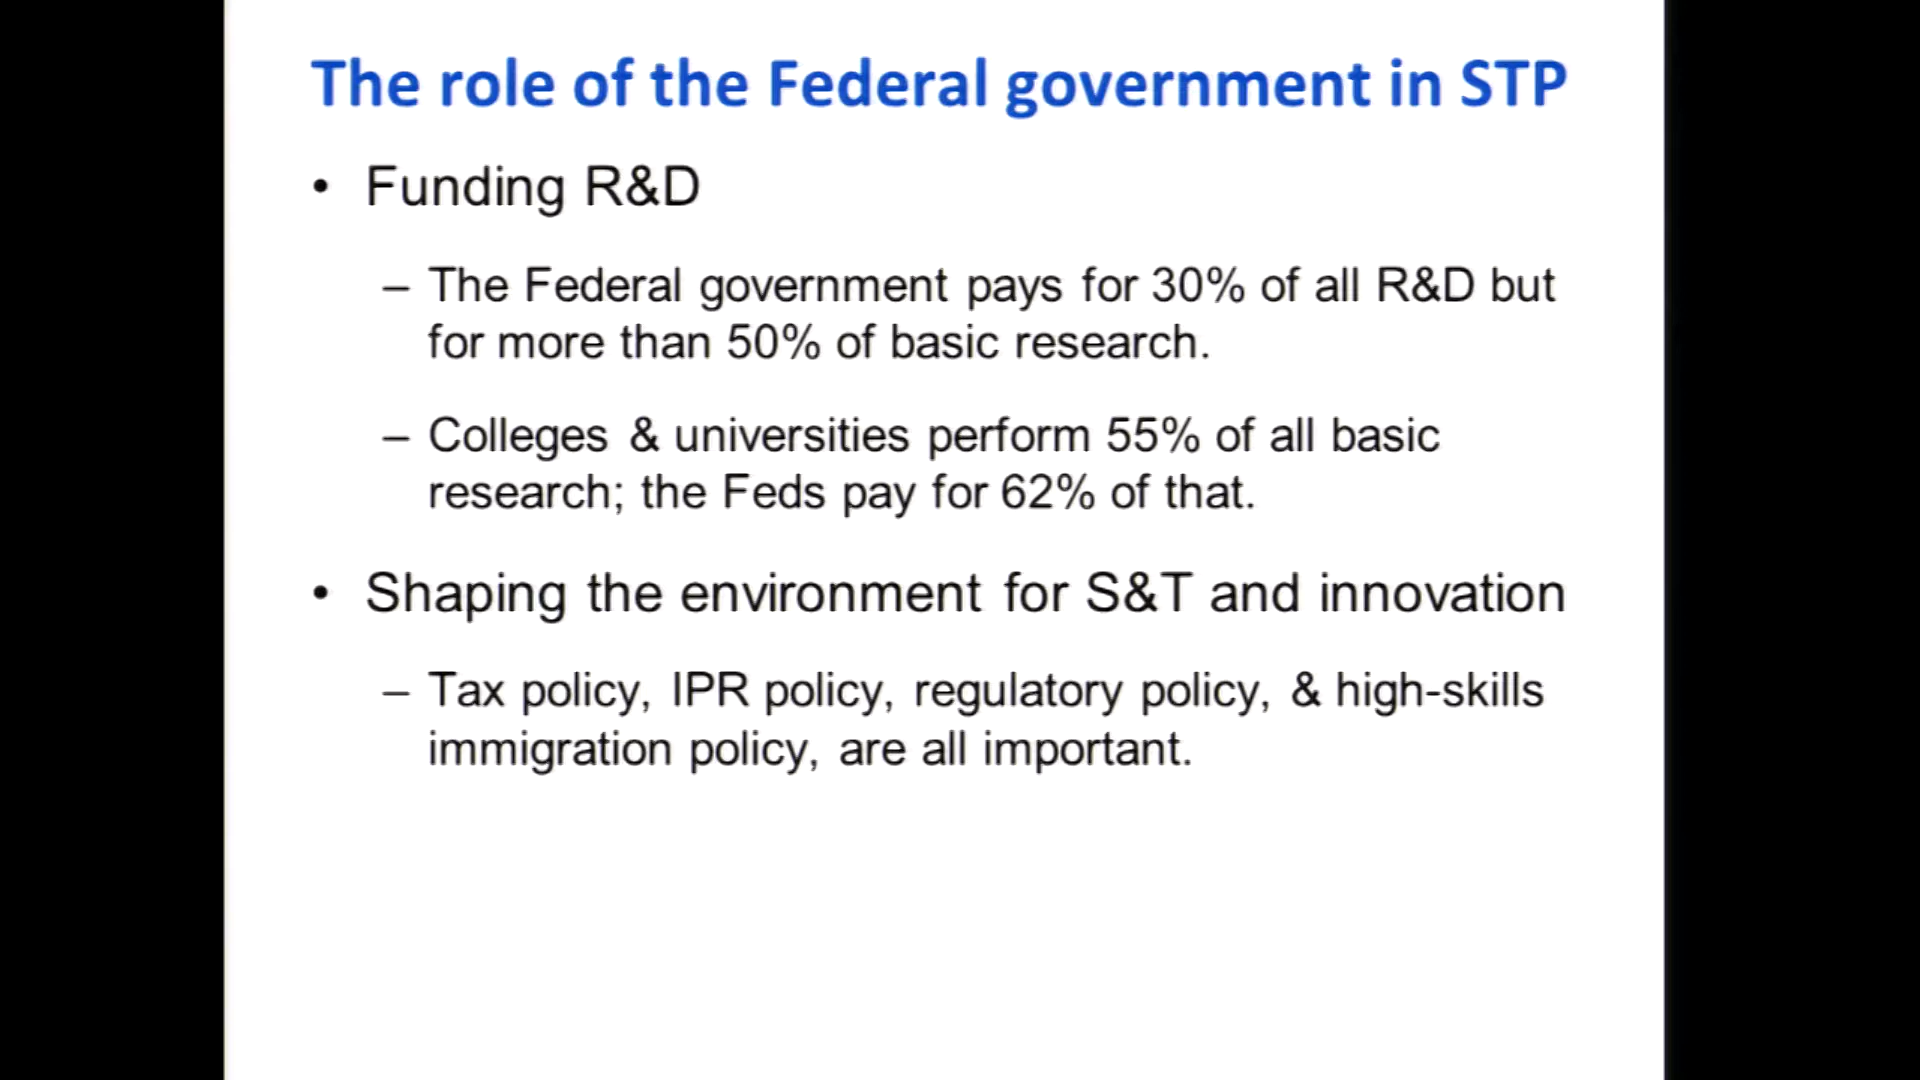 The role of the Federal government in STP
• Funding R&D
– The Federal government pays for 30% of all R&D but
for more than 50% of basic research.
– Colleges & universities perform 55% of all basic
research; the Feds pay for 62% of that.
• Shaping the environment for S&T and innovation
– Tax policy, IPR policy, regulatory policy, & high-skills
immigration policy, are all important.